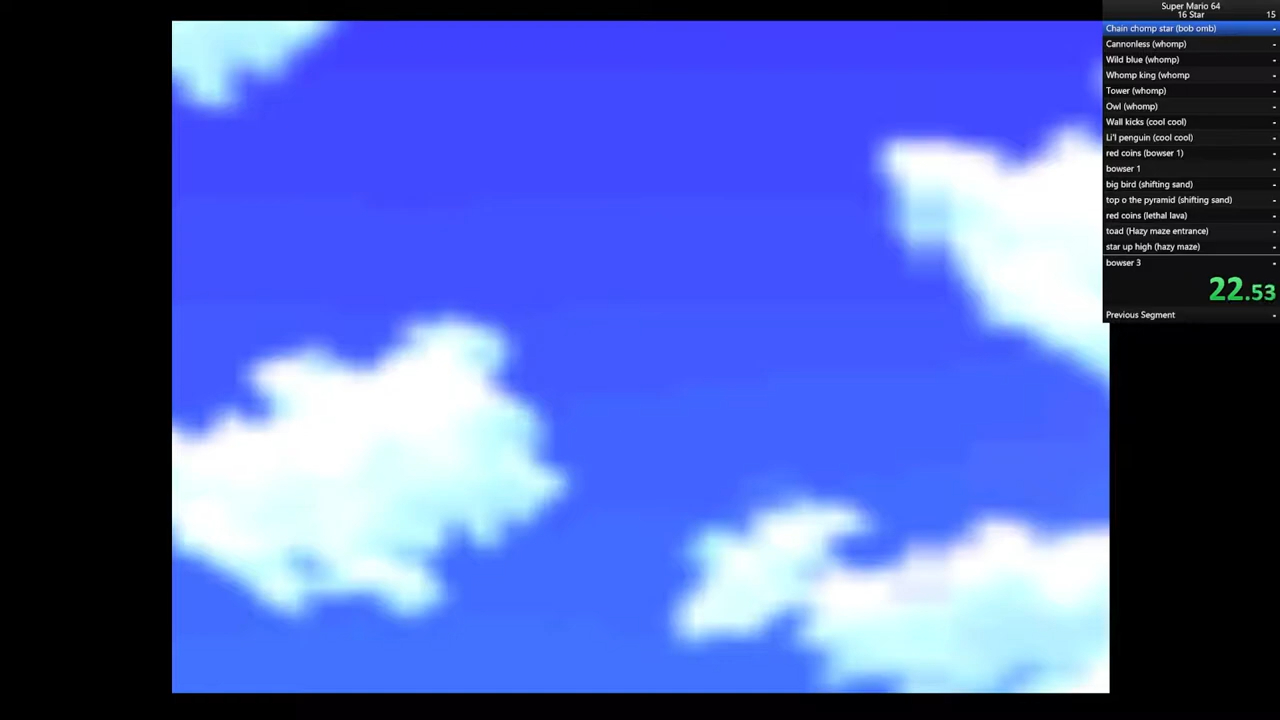 Super Mario 64
16 Star 15
Chain chomp star (bob omb) -
Cannonless (whomp) -
Wild blue (whomp) -
Whomp king (whomp -
Tower (whomp) -
Owl (whomp) -
Wall kicks (cool cool) -
Li'l penguin (cool cool) -
red coins (bowser 1) -
bowser 1 -
big bird (shifting sand) -
top o the pyramid (shifting sand) -
red coins (lethal lava) -
toad (Hazy maze entrance) -
star up high (hazy maze) -
bowser 3 -
22.53
Previous Segment -